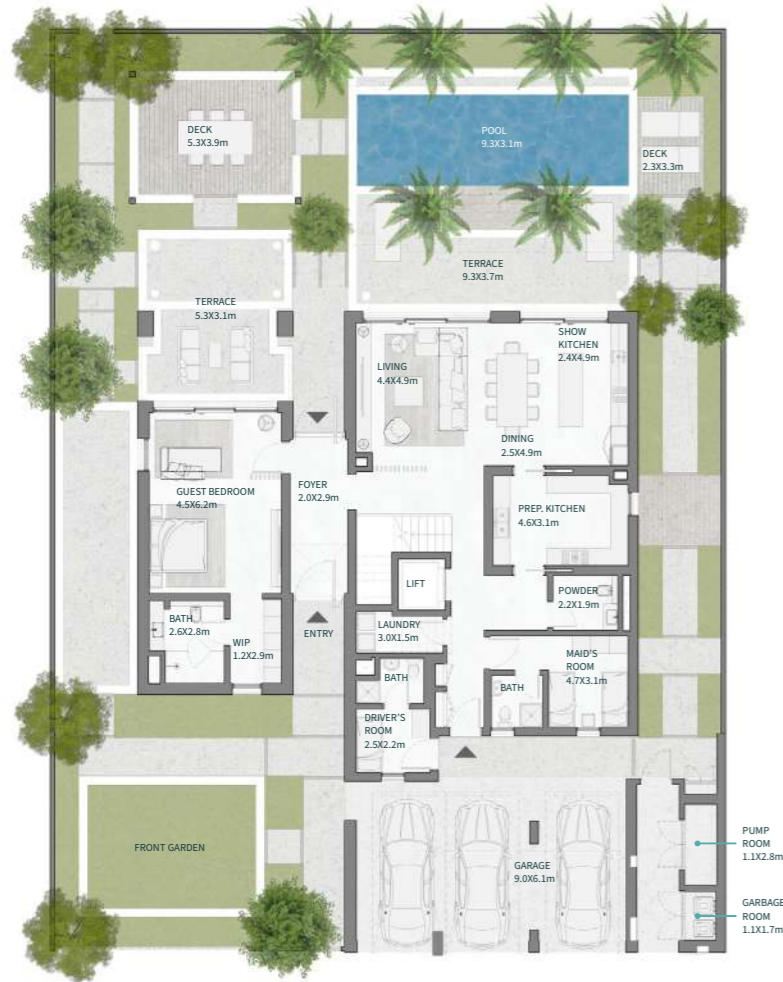 DECK
5.3X3.9m
POOL
9.3X3.1m
DECK
2.3X3.3m
TERRACE
9.3X3.7m
TERRACE
5.3X3.1m
SHOW
KITCHEN
2.4X4.9m
LIVING
4.4X4.9m
DINING
2.5X4.9m
FOYER
2.0X2.9m
GUEST BEDROOM
4.5X6.2m
PREP. KITCHEN
4.6X3.1m
LIFT
POWDER
2.2X1.9m
BATH
2.6X2.8m
WIP
1.2X2.9m
ENTRY
LAUNDRY
3.0X1.5m
MAID'S
ROOM
4.7X3.1m
BATH
BATH
DRIVER'S
ROOM
2.5X2.2m
FRONT GARDEN
GARAGE
9.0X6.1m
PUMP
ROOM
1.1X2.8m
GARBAGE
ROOM
1.1X1.7m